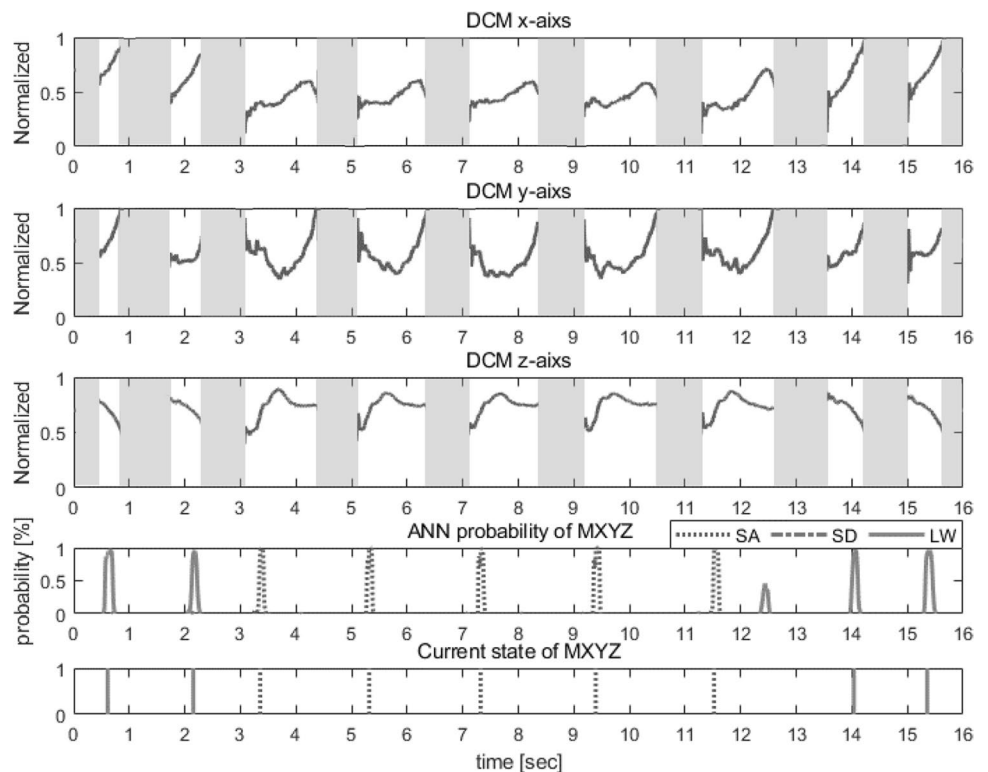 DCM x-aixs
Normalized
1
0.5
0
0 1 2 3 4 5 6 7 8 9 10 11 12 13 14 15 16
DCM y-aixs
Normalized
1
0.5
0
0 1 2 3 4 5 6 7 8 9 10 11 12 13 14 15 16
DCM z-aixs
Normalized
1
0.5
0
0 1 2 3 4 5 6 7 8 9 10 11 12 13 14 15 16
ANN probability of MXYZ
SA SD LW
probability [%]
1
0.5
0
0 1 2 3 4 5 6 7 8 9 10 11 12 13 14 15 16
Current state of MXYZ
1
0.5
0
0 1 2 3 4 5 6 7 8 9 10 11 12 13 14 15 16
time [sec]